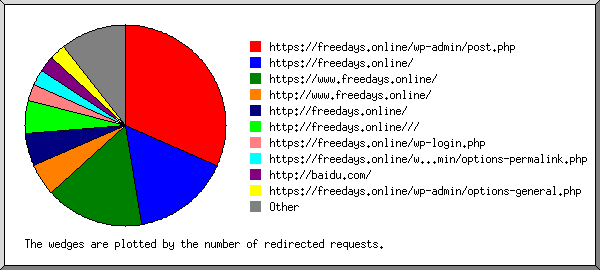 https://freedays.online/wp-admin/post.php
https://freedays.online/
https://www.freedays.online/
http://www.freedays.online/
http://freedays.online/
http://freedays.online///
https://freedays.online/wp-login.php
https://freedays.online/w...min/options-permalink.php
http://baidu.com/
https://freedays.online/wp-admin/options-general.php
Other
The wedges are plotted by the number of redirected requests.